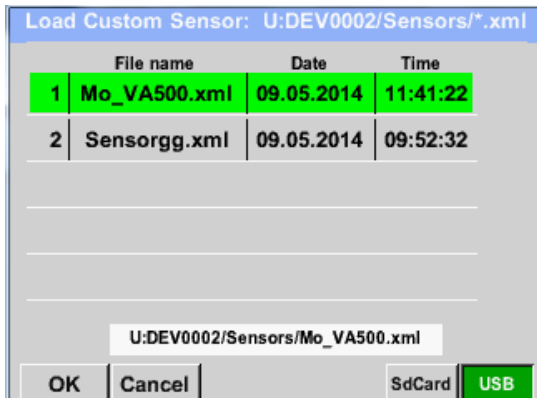 Load Custom Sensor: U:DEV0002/Sensors/*.xml
File name Date Time
1 Mo_VA500.xml 09.05.2014 11:41:22
2 Sensorgg.xml 09.05.2014 09:52:32
U:DEV0002/Sensors/Mo_VA500.xml
OK Cancel SdCard USB